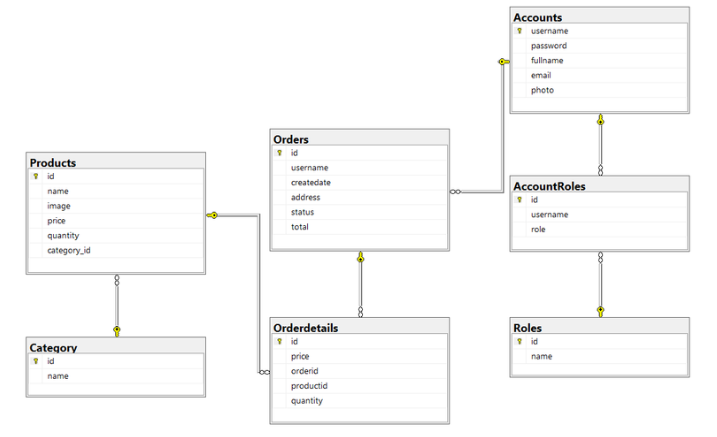 Accounts
username
password
fullname
email
photo
Orders
id
username
createdate
address
status
total
Products
id
name
image
price
quantity
category_id
AccountRoles
id
username
role
Orderdetails
id
price
orderid
productid
quantity
Roles
id
name
Category
id
name